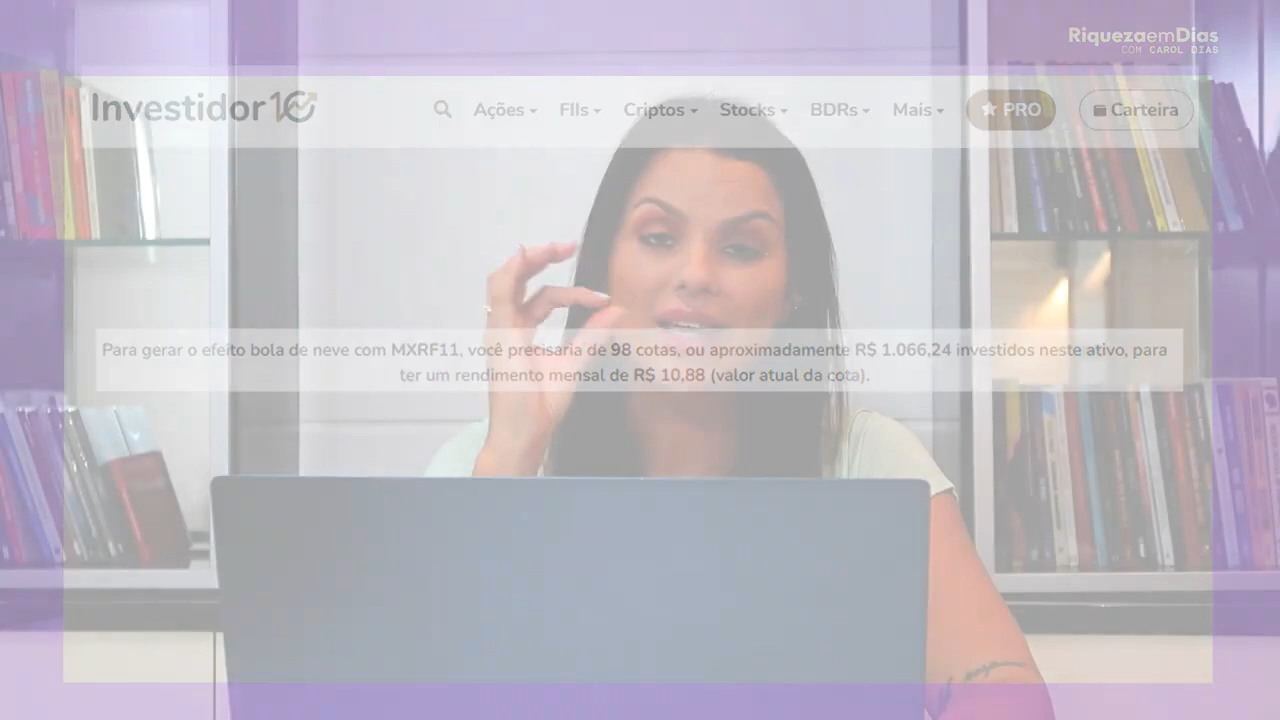 RiquezaemDias
COM CAROL DIAS
Investidor10
Ações
FIIs
Criptos
Stocks
BDRs
Mais
PRO
Carteira
Para gerar o efeito bola de neve com MXRF11, você precisaria de 98 cotas, ou aproximadamente R$ 1.066,24 investidos neste ativo, para
ter um rendimento mensal de R$ 10,88 (valor atual da cota).